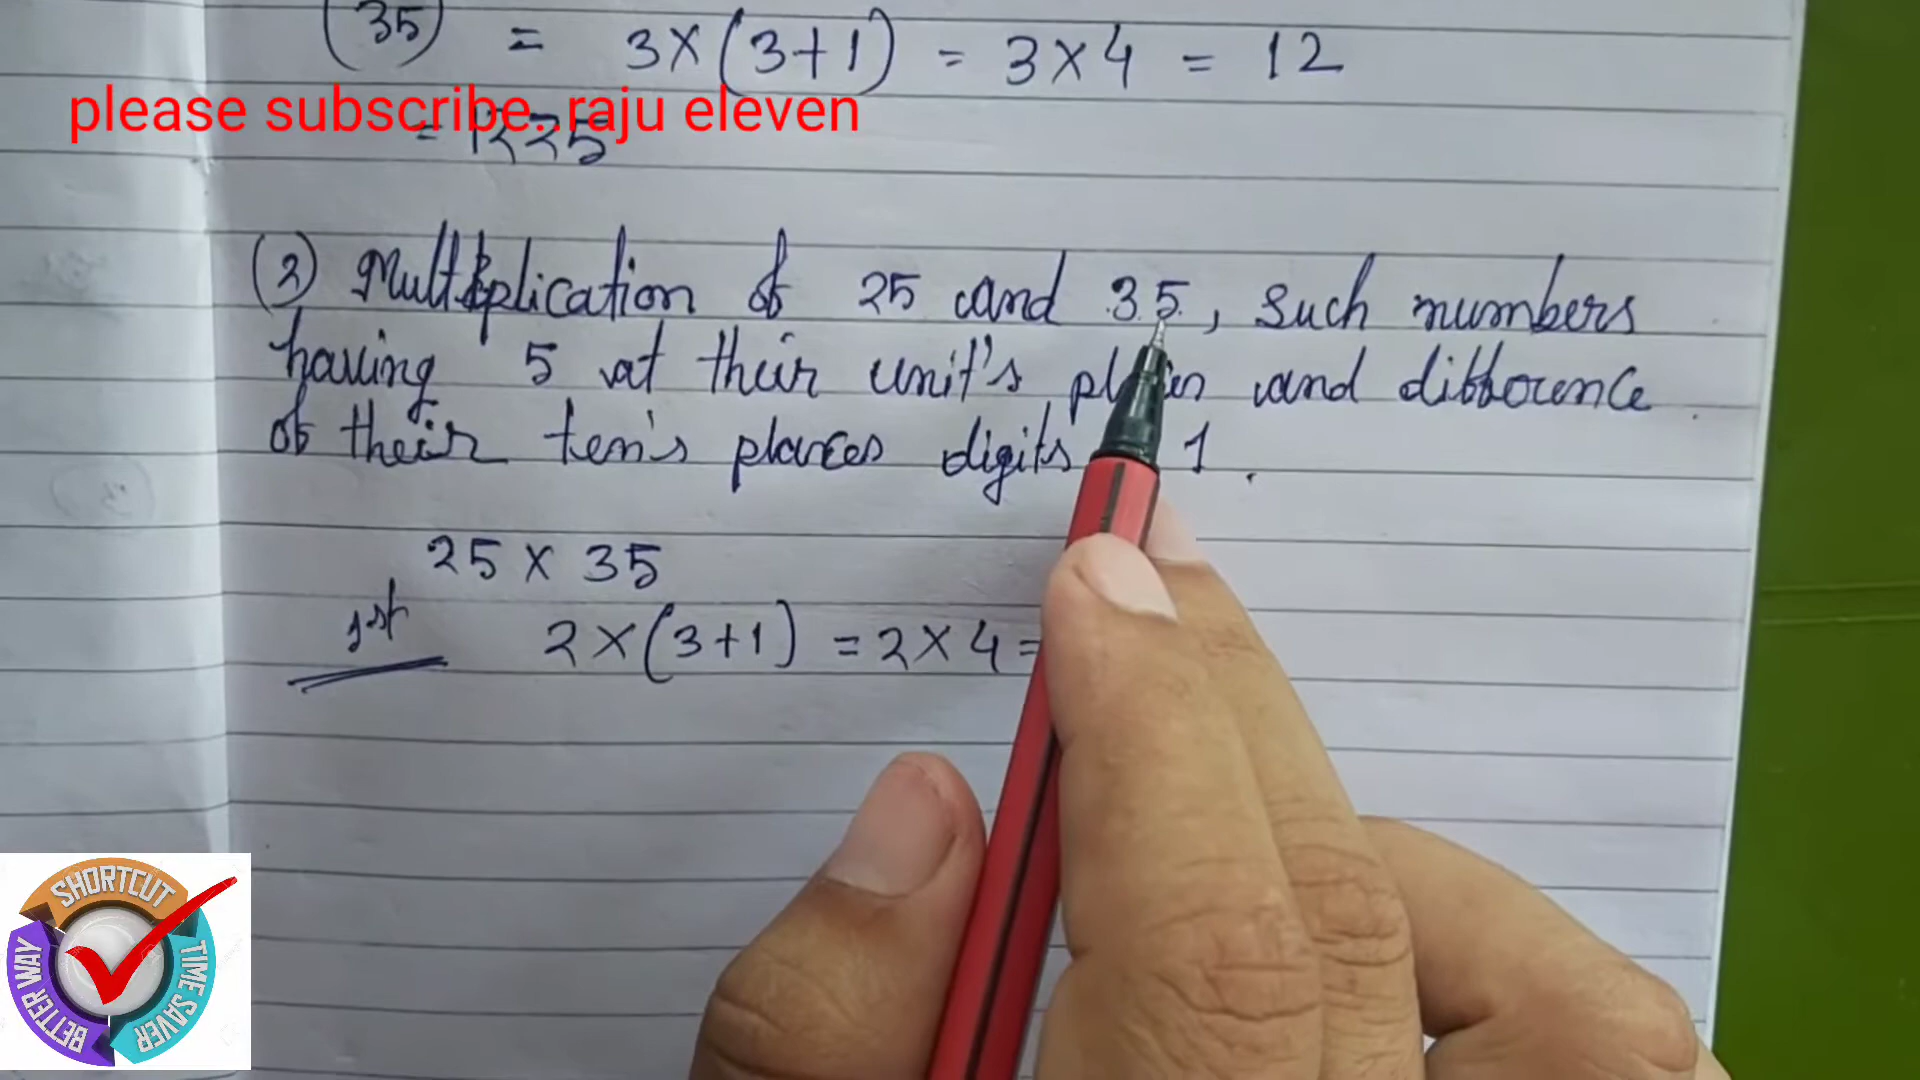 (35) = 3×(3+1) = 3×4 = 12
please subscribe..raju eleven
= 1225
(2) Multiplication of 25 and 35, such numbers
having 5 at their unit's and difference
of their ten's places digits 1.
25 × 35
1st 2×(3+1) = 2×4 =
SHORTCUT
BETTER WAY
TIME SAVER